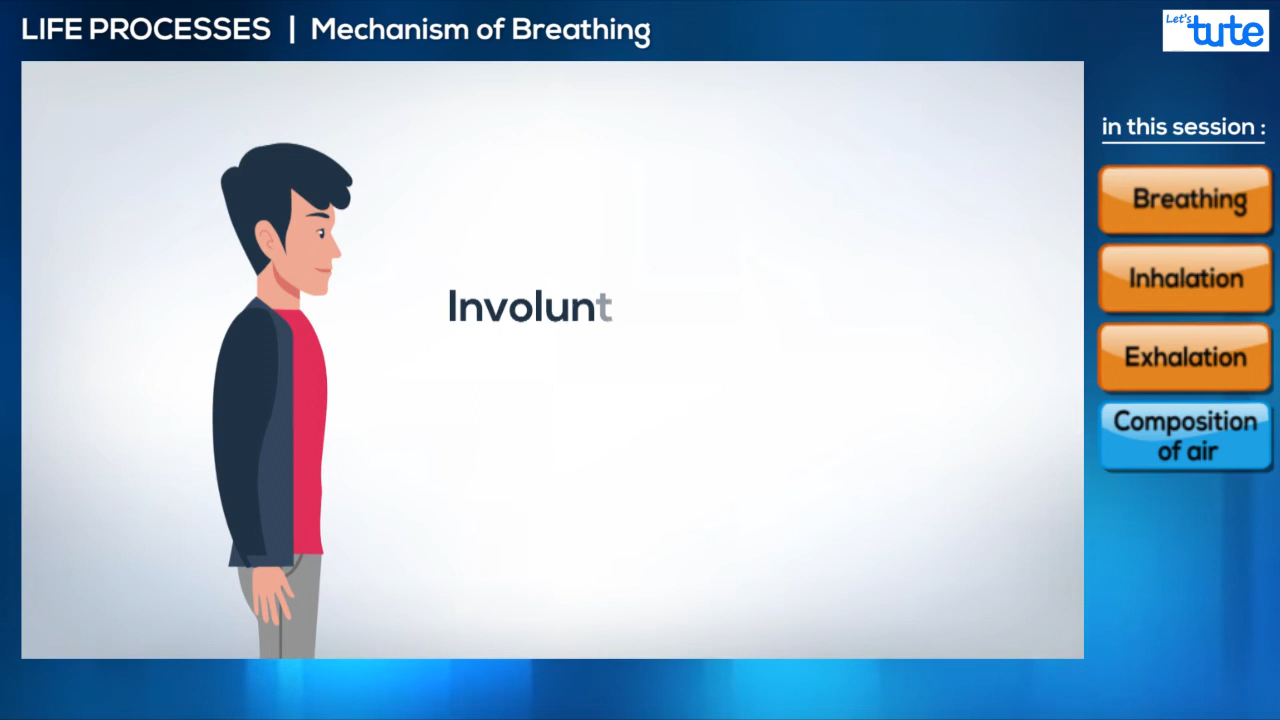 LIFE PROCESSES | Mechanism of Breathing
Let's
tute
in this session :
Breathing
Inhalation
Exhalation
Composition
of air
Involunt